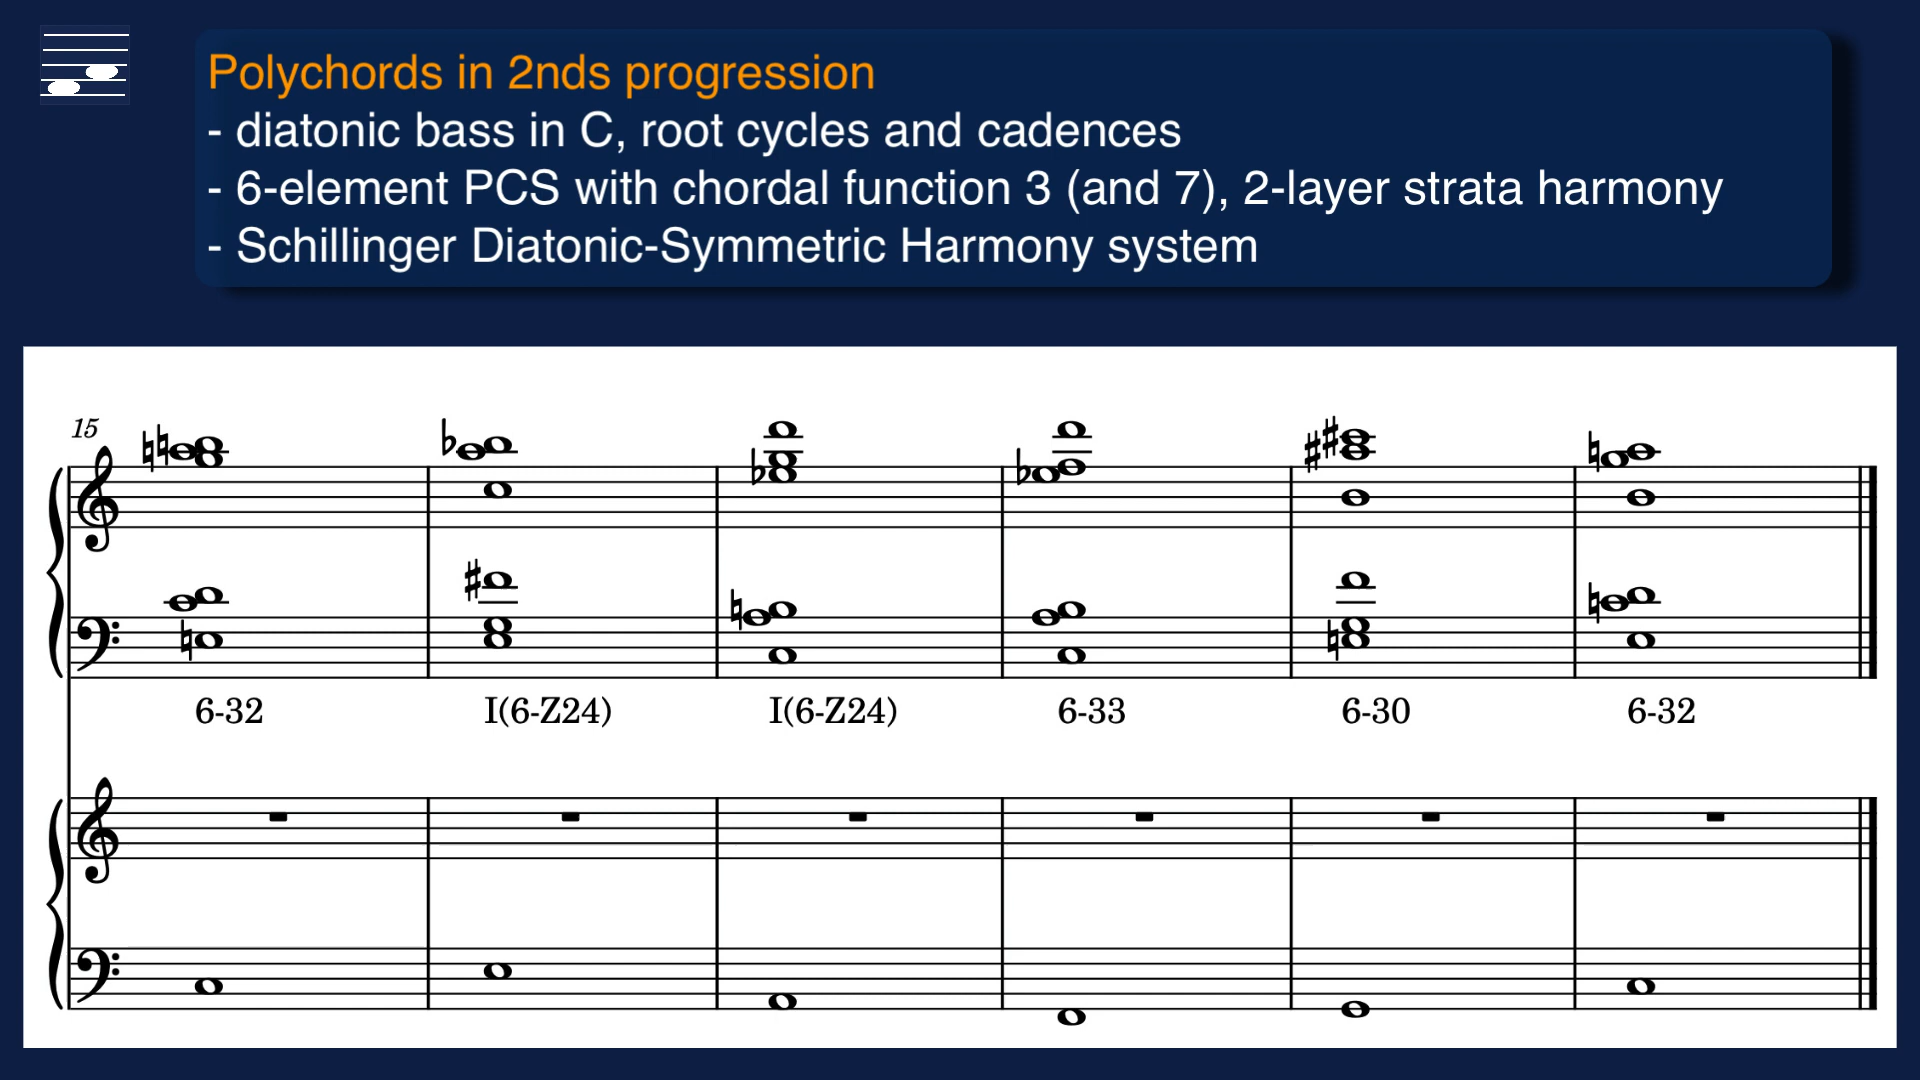 Polychords in 2nds progression
- diatonic bass in C, root cycles and cadences
- 6-element PCS with chordal function 3 (and 7), 2-layer strata harmony
- Schillinger Diatonic-Symmetric Harmony system
15
6-32 I(6-Z24) I(6-Z24) 6-33 6-30 6-32